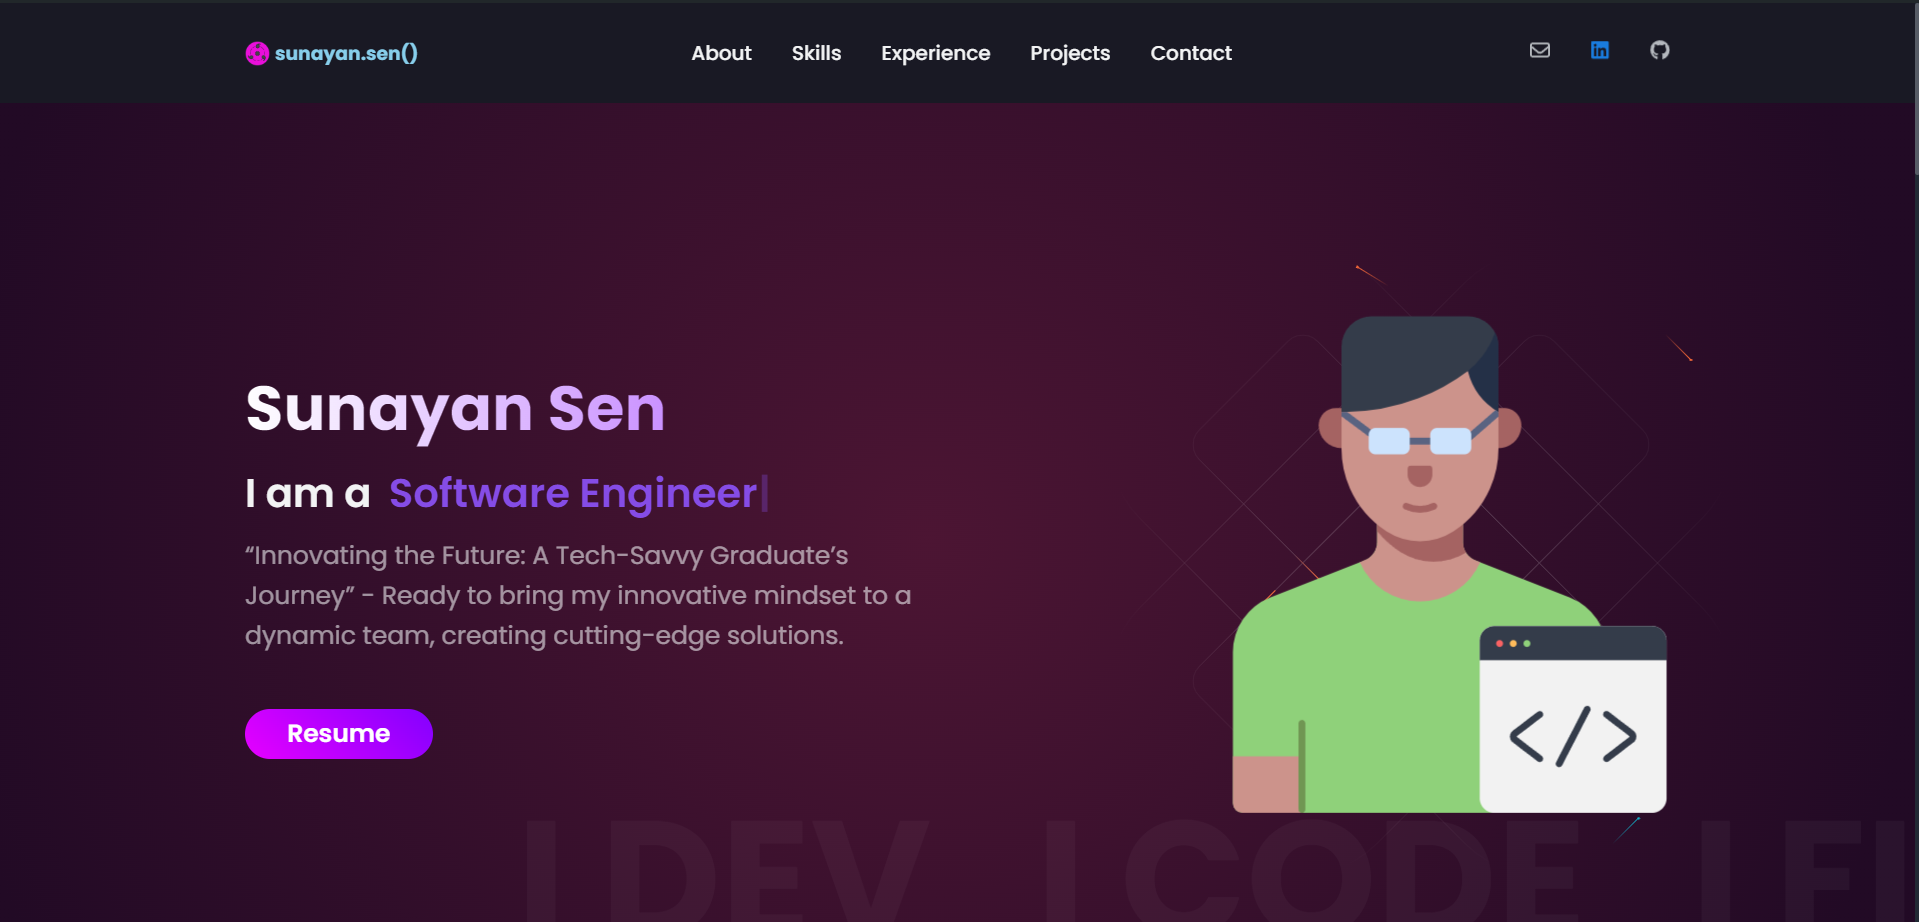 sunayan.sen()
About Skills Experience Projects Contact
Sunayan Sen
I am a Software Engineer
“Innovating the Future: A Tech-Savvy Graduate’s
Journey” - Ready to bring my innovative mindset to a
dynamic team, creating cutting-edge solutions.
Resume
</>
I DEV I CODE I